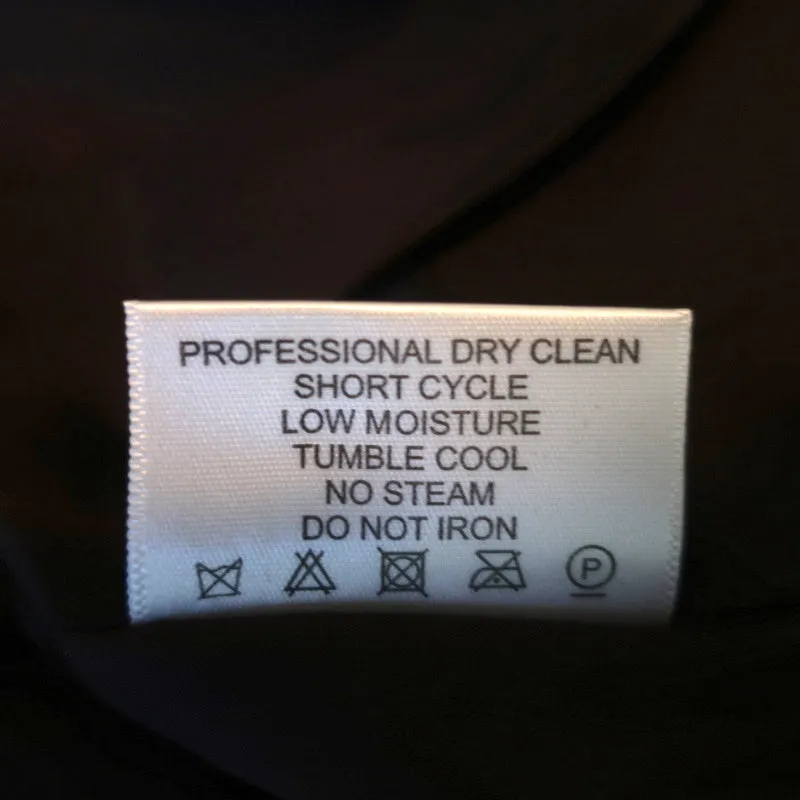 PROFESSIONAL DRY CLEAN
SHORT CYCLE
LOW MOISTURE
TUMBLE COOL
NO STEAM
DO NOT IRON
P